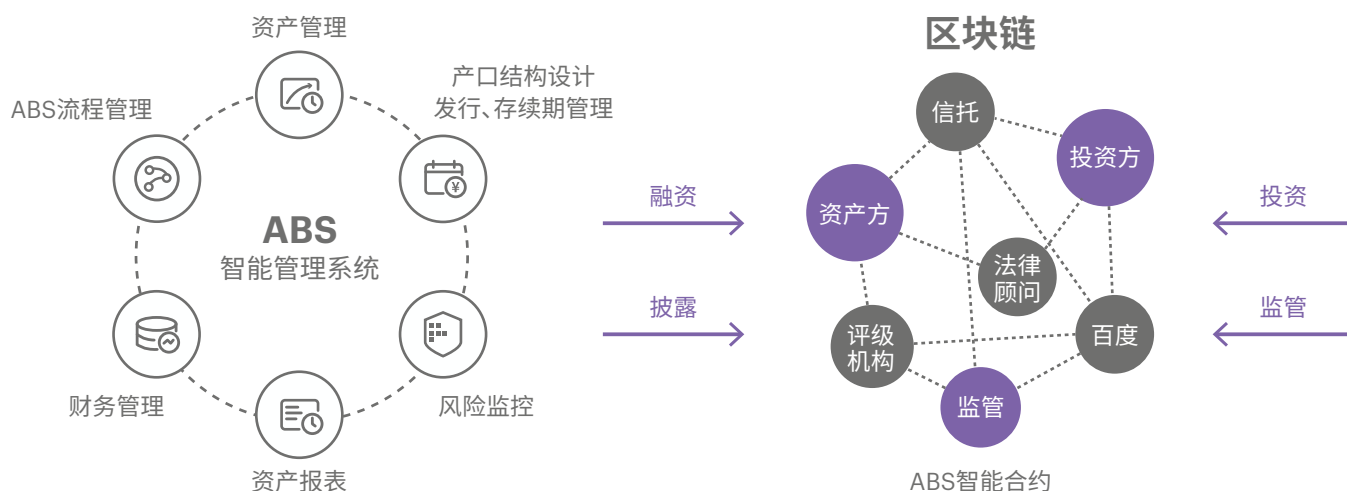 资产管理
产口结构设计
发行、存续期管理
ABS流程管理
ABS
智能管理系统
财务管理
风险监控
资产报表
融资
披露
区块链
信托
投资方
资产方
法律
顾问
评级
机构
百度
监管
ABS智能合约
投资
监管